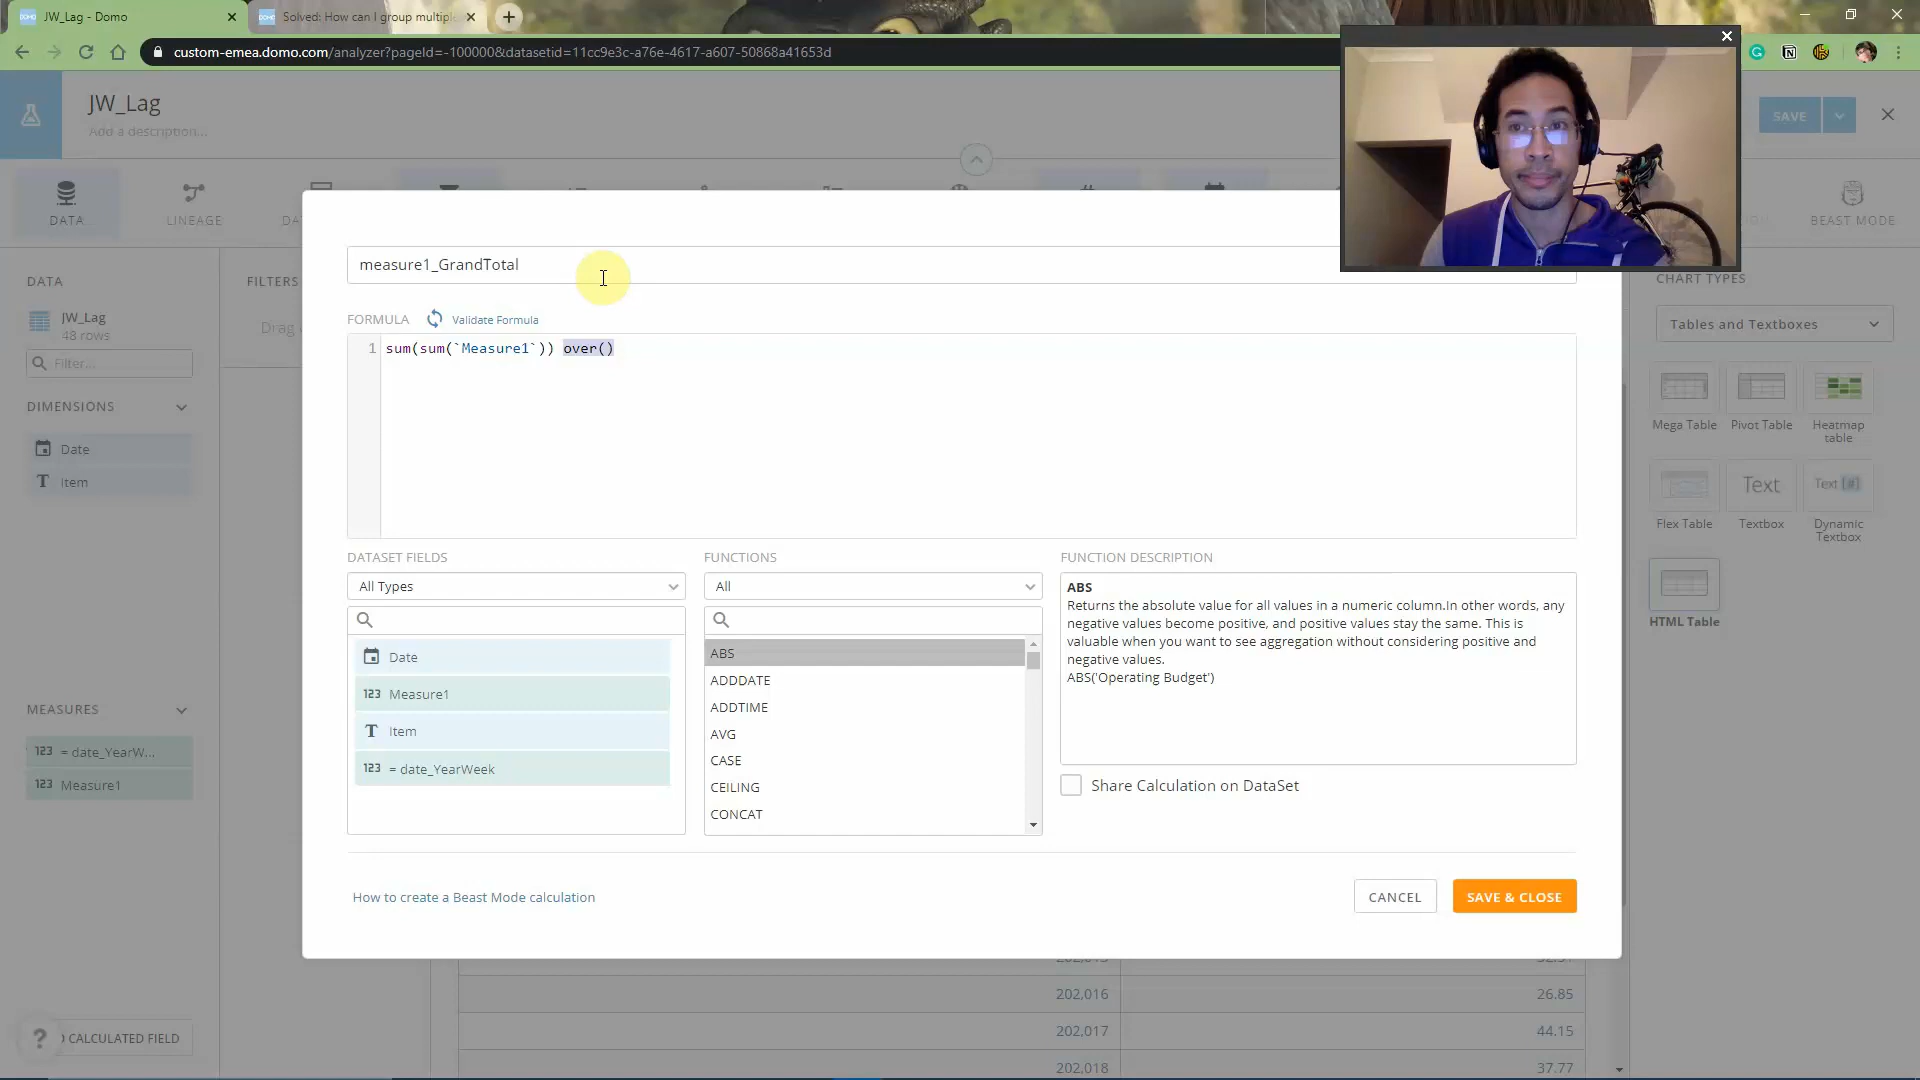 JW_Lag - Domo
Solved: How can I group multiple
custom-emea.domo.com/analyzer?pageId=-100000&datasetid=11cc9e3c-a76e-4617-a607-50868a41653d
JW_Lag
Add a description...
SAVE
DATA
LINEAGE
DA
BEAST MODE
DATA
JW_Lag
48 rows
Filter...
DIMENSIONS
Date
Item
MEASURES
123 = date_YearW...
123 Measure1
CALCULATED FIELD
FILTERS
Drag
measure1_GrandTotal
FORMULA
Validate Formula
1 sum(sum(`Measure1`)) over()
DATASET FIELDS
All Types
Date
123 Measure1
T Item
123 = date_YearWeek
FUNCTIONS
All
ABS
ADDDATE
ADDTIME
AVG
CASE
CEILING
CONCAT
FUNCTION DESCRIPTION
ABS
Returns the absolute value for all values in a numeric column.In other words, any
negative values become positive, and positive values stay the same. This is
valuable when you want to see aggregation without considering positive and
negative values.
ABS('Operating Budget')
Share Calculation on DataSet
How to create a Beast Mode calculation
CANCEL
SAVE & CLOSE
202,016 26.85
202,017 44.15
202,018 37.77
CHART TYPES
Tables and Textboxes
Mega Table
Pivot Table
Heatmap
table
Text
Text [#]
Flex Table
Textbox
Dynamic
Textbox
HTML Table